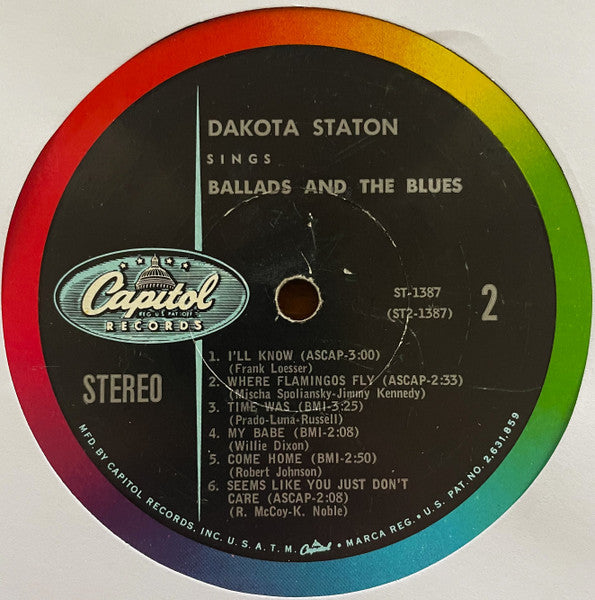 DAKOTA STATON
SINGS
BALLADS AND THE BLUES
Capitol
REG. U.S. PAT. OFF.
RECORDS
ST-1387
(ST2-1387)
2
STEREO
1. I'LL KNOW (ASCAP-3:00)
(Frank Loesser)
2. WHERE FLAMINGOS FLY (ASCAP-2:33)
(Mischa Spoliansky-Jimmy Kennedy)
3. TIME WAS (BMI-3:25)
(Prado-Luna-Russell)
4. MY BABE (BMI-2:08)
(Willie Dixon)
5. COME HOME (BMI-2:50)
(Robert Johnson)
6. SEEMS LIKE YOU JUST DON'T
CARE (ASCAP-2:08)
(R. McCoy-K. Noble)
MFD. BY CAPITOL RECORDS, INC. U.S.A. T.M. Capitol • MARCA REG. • U.S. PAT. NO. 2,631,859